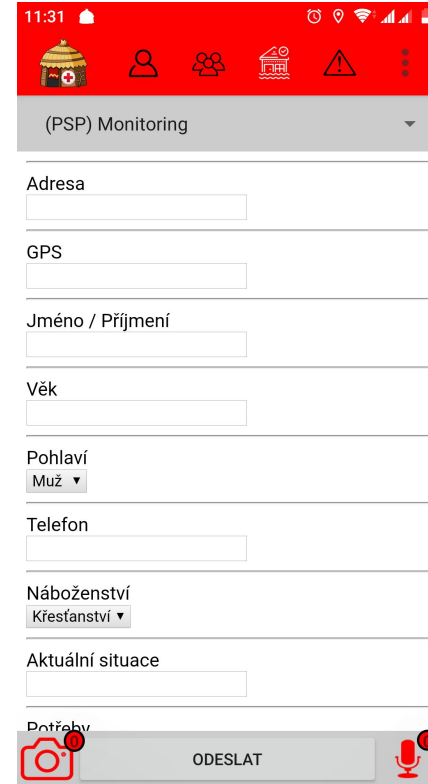 11:31
(PSP) Monitoring
Adresa
GPS
Jméno / Příjmení
Věk
Pohlaví
Muž
Telefon
Náboženství
Křesťanství
Aktuální situace
Potřeby
0
ODESLAT
0